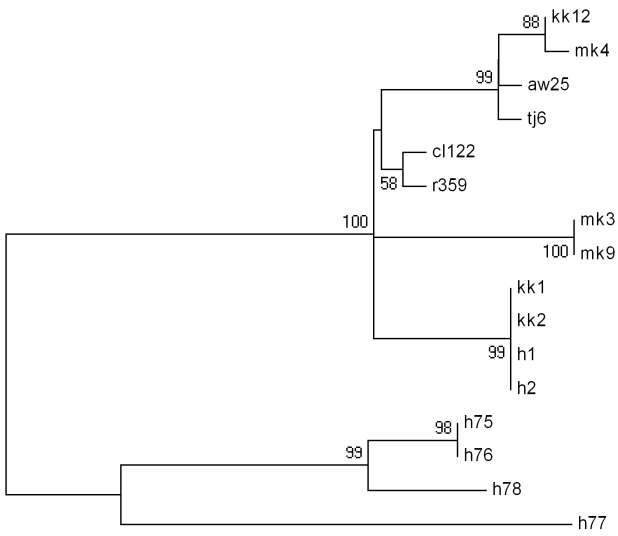 88 kk12
mk4
99 aw25
tj6
cl122
58 r359
100 mk3
100 mk9
kk1
kk2
99 h1
h2
98 h75
99 h76
h78
h77